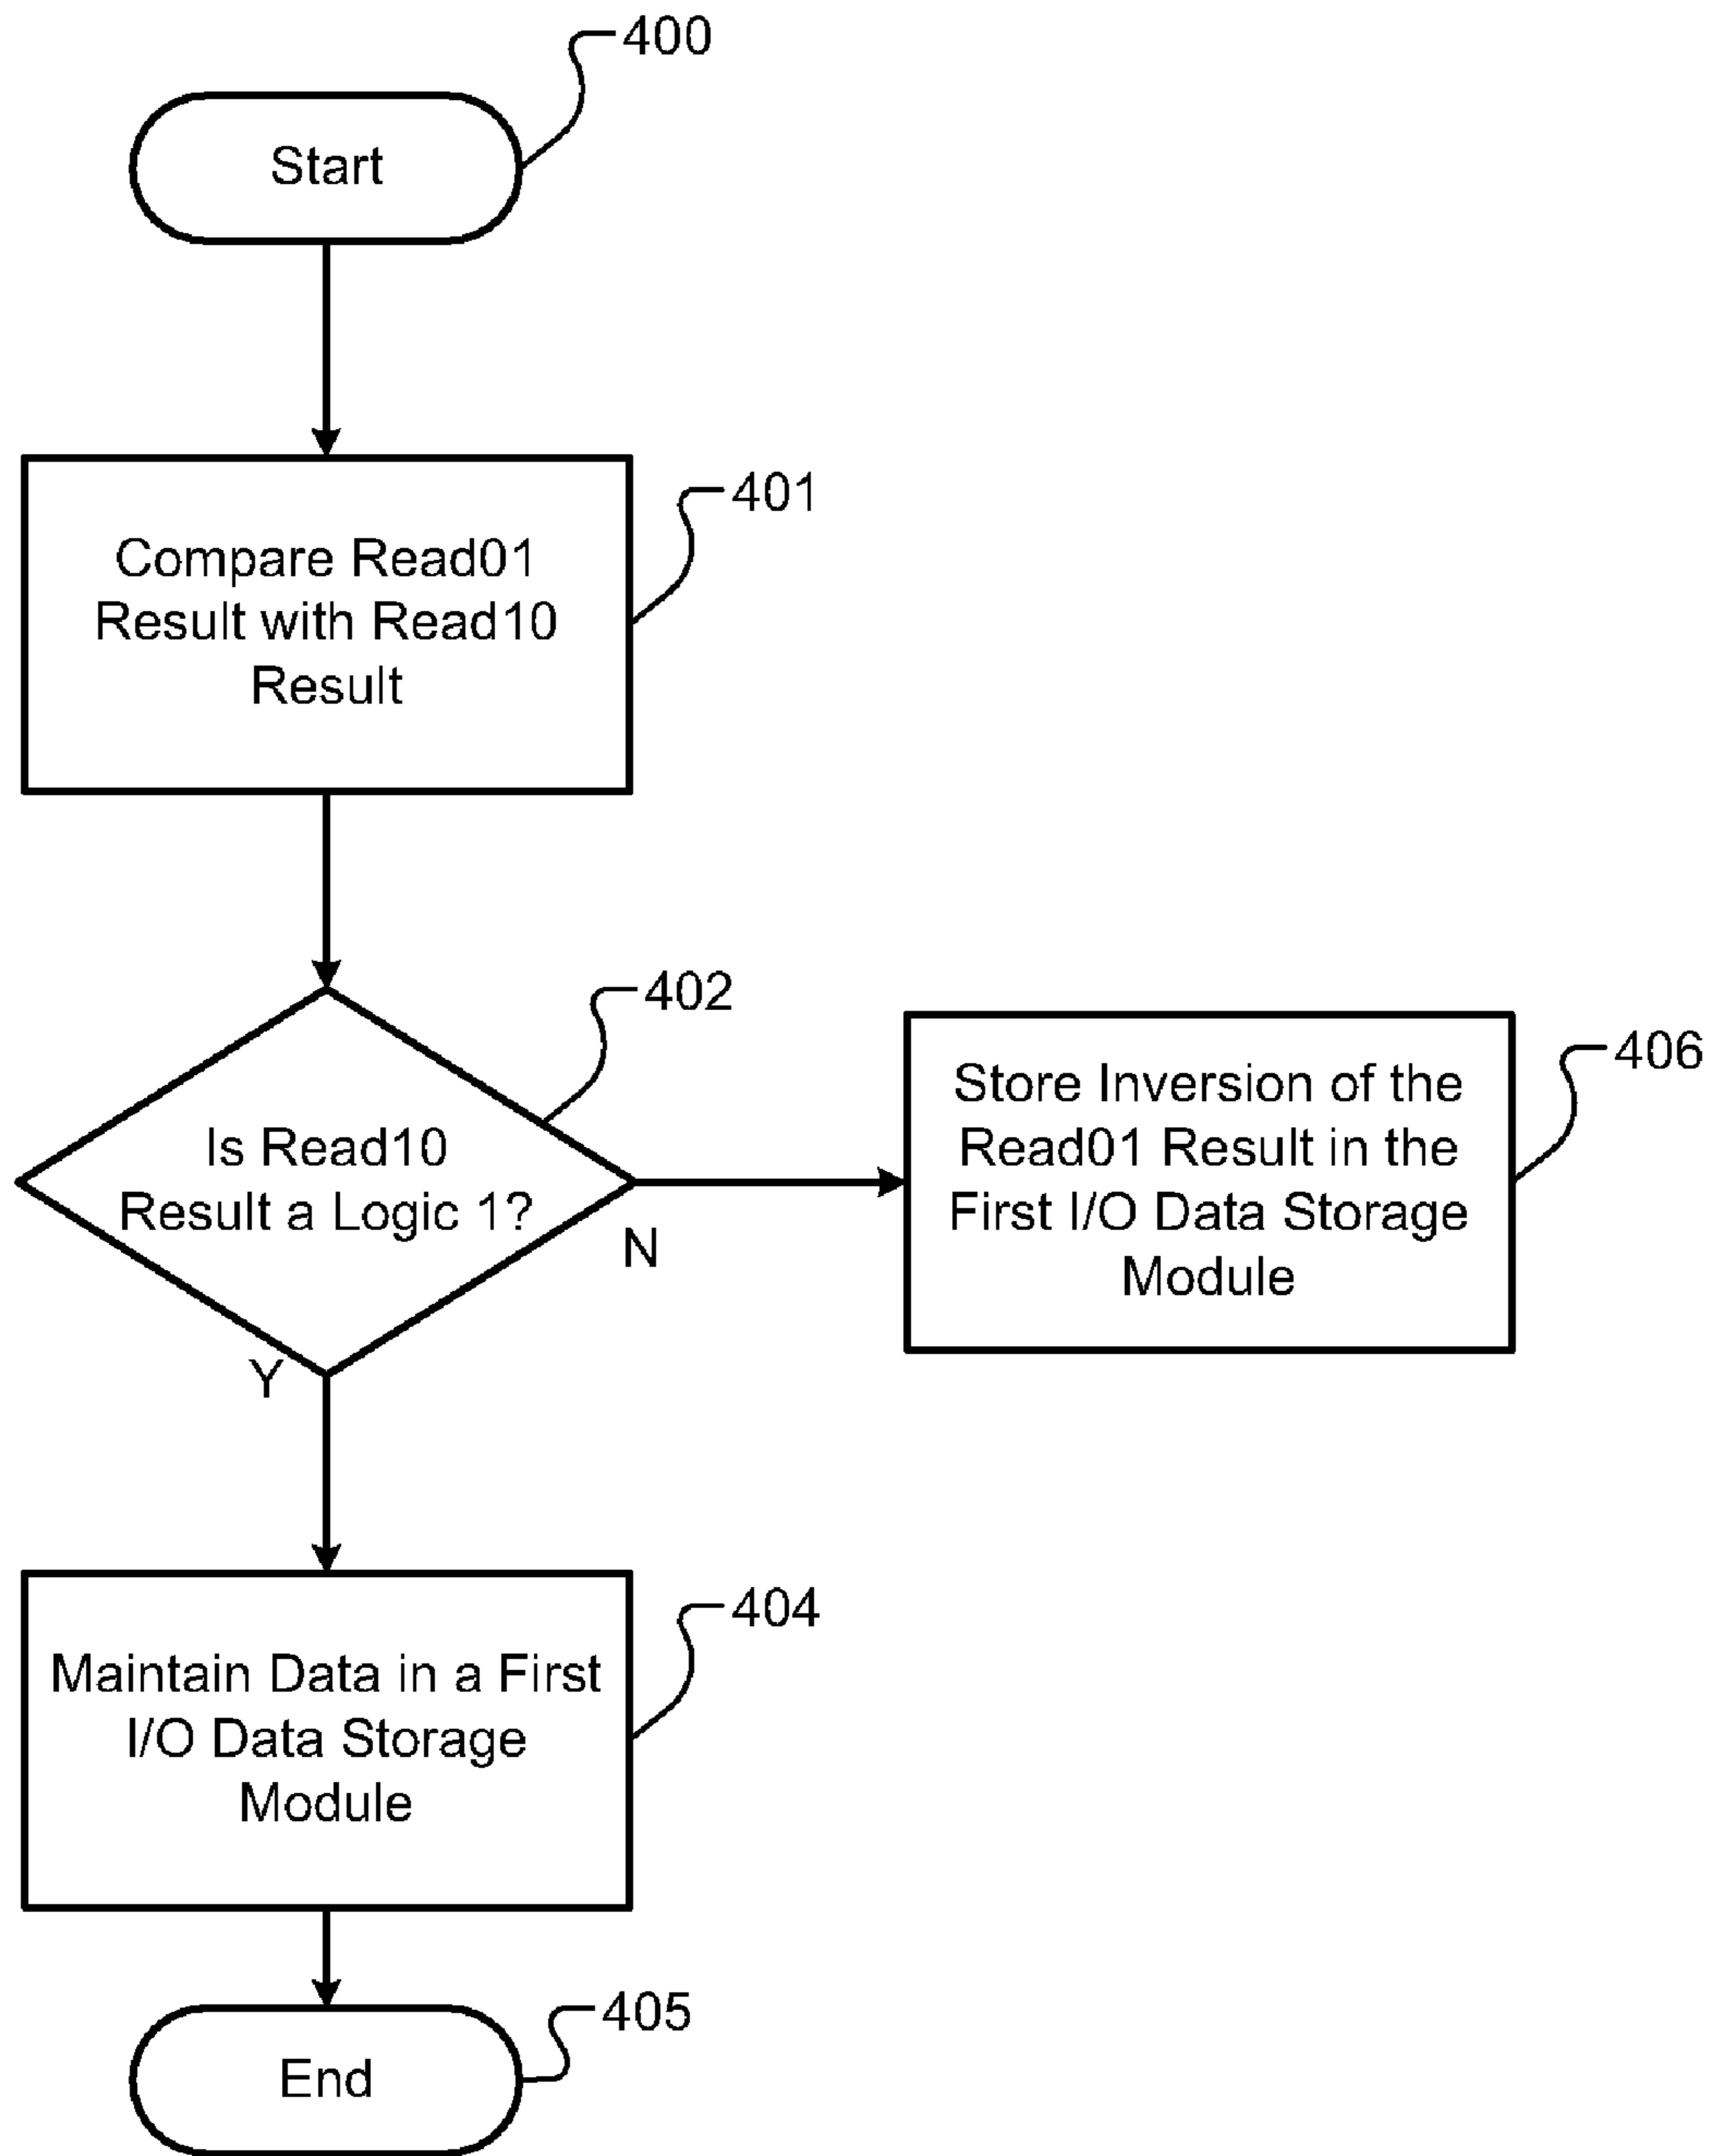 400
Start
401
Compare Read01
Result with Read10
Result
402
Is Read10
Result a Logic 1?
N
Y
406
Store Inversion of the
Read01 Result in the
First I/O Data Storage
Module
404
Maintain Data in a First
I/O Data Storage
Module
405
End